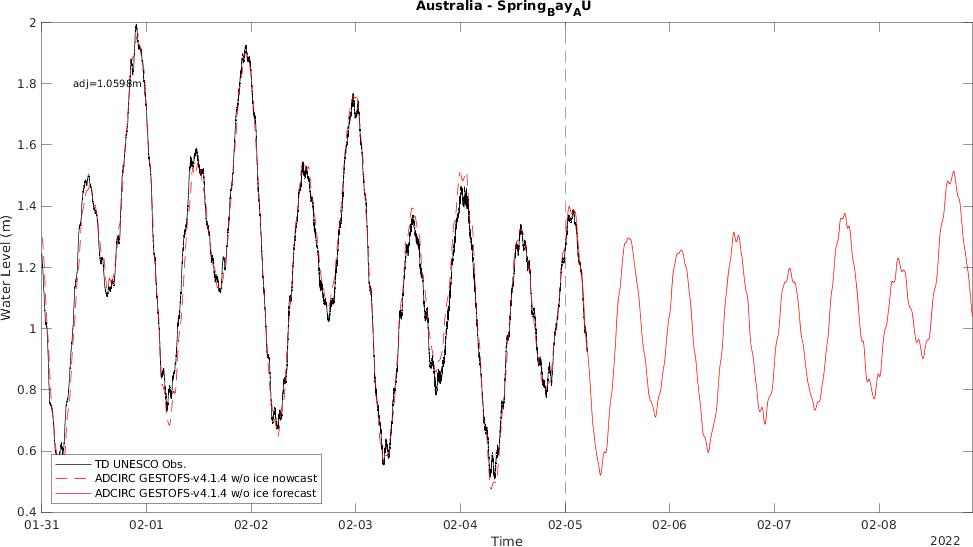 Australia - SpringBayAU
2
1.8
1.6
1.4
1.2
1
0.8
0.6
0.4
Water Level (m)
adj=1.0598m
TD UNESCO Obs.
ADCIRC GESTOFS-v4.1.4 w/o ice nowcast
ADCIRC GESTOFS-v4.1.4 w/o ice forecast
01-31 02-01 02-02 02-03 02-04 02-05 02-06 02-07 02-08
Time
2022